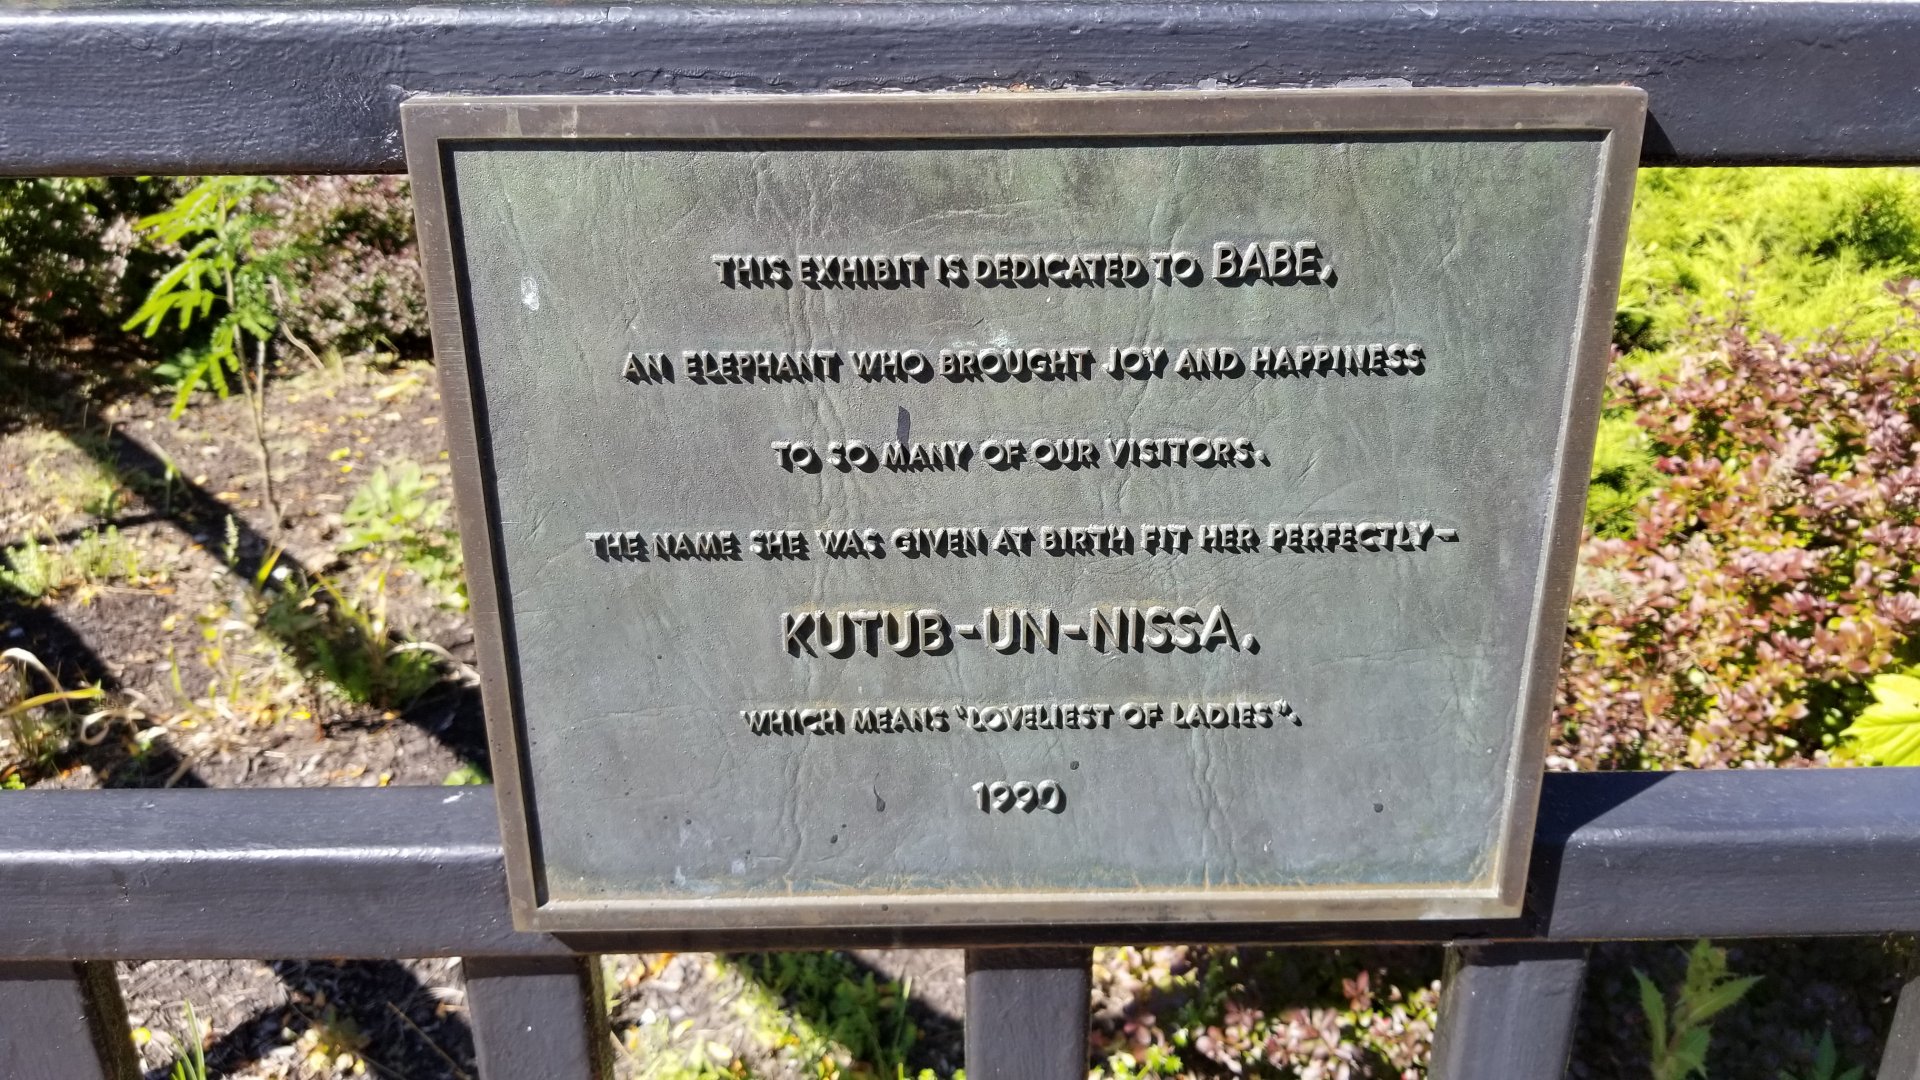 THIS EXHIBIT IS DEDICATED TO BABE,
AN ELEPHANT WHO BROUGHT JOY AND HAPPINESS
TO SO MANY OF OUR VISITORS.
THE NAME SHE WAS GIVEN AT BIRTH FIT HER PERFECTLY-
KUTUB-UN-NISSA.
WHICH MEANS "LOVELIEST OF LADIES".
1990